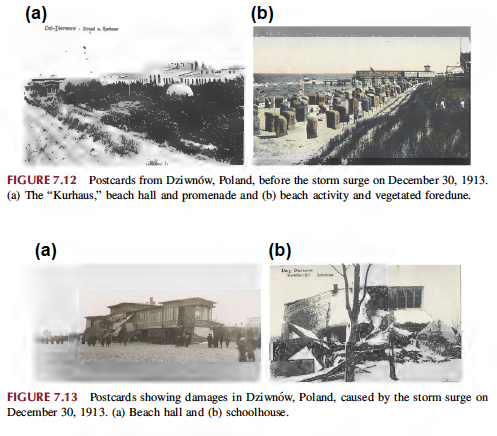 (a)
(b)
Ost-Dievenow - Strand u. Kurhaus
FIGURE 7.12 Postcards from Dziwnów, Poland, before the storm surge on December 30, 1913.
(a) The “Kurhaus,” beach hall and promenade and (b) beach activity and vegetated foredune.
(a)
(b)
Berg-Dievenow
Schulhaus
FIGURE 7.13 Postcards showing damages in Dziwnów, Poland, caused by the storm surge on
December 30, 1913. (a) Beach hall and (b) schoolhouse.